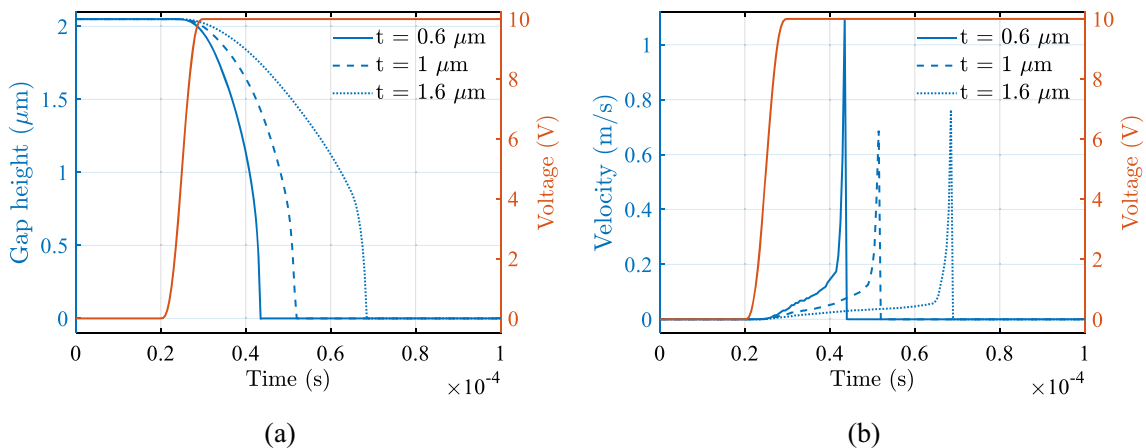 2
1.5
1
0.5
0
Gap height (μm)
0
0.2
0.4
0.6
0.8
1
Time (s)
×10⁻⁴
10
8
6
4
2
0
Voltage (V)
t = 0.6 μm
t = 1 μm
t = 1.6 μm
(a)
1
0.8
0.6
0.4
0.2
0
Velocity (m/s)
0
0.2
0.4
0.6
0.8
1
Time (s)
×10⁻⁴
10
8
6
4
2
0
Voltage (V)
t = 0.6 μm
t = 1 μm
t = 1.6 μm
(b)